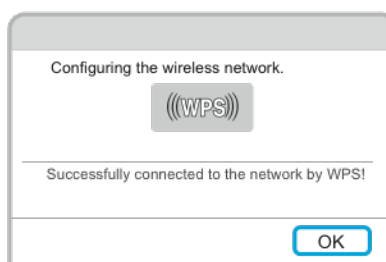 Configuring the wireless network.
(((WPS)))
Successfully connected to the network by WPS!
OK